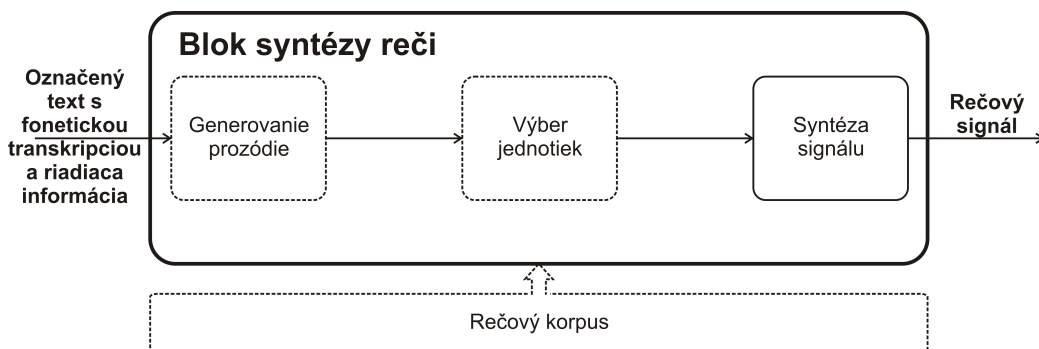 Blok syntézy reči
Označený
text s
fonetickou
transkripciou
a riadiaca
informácia
Generovanie
prozódie
Výber
jednotiek
Syntéza
signálu
Rečový
signál
Rečový korpus